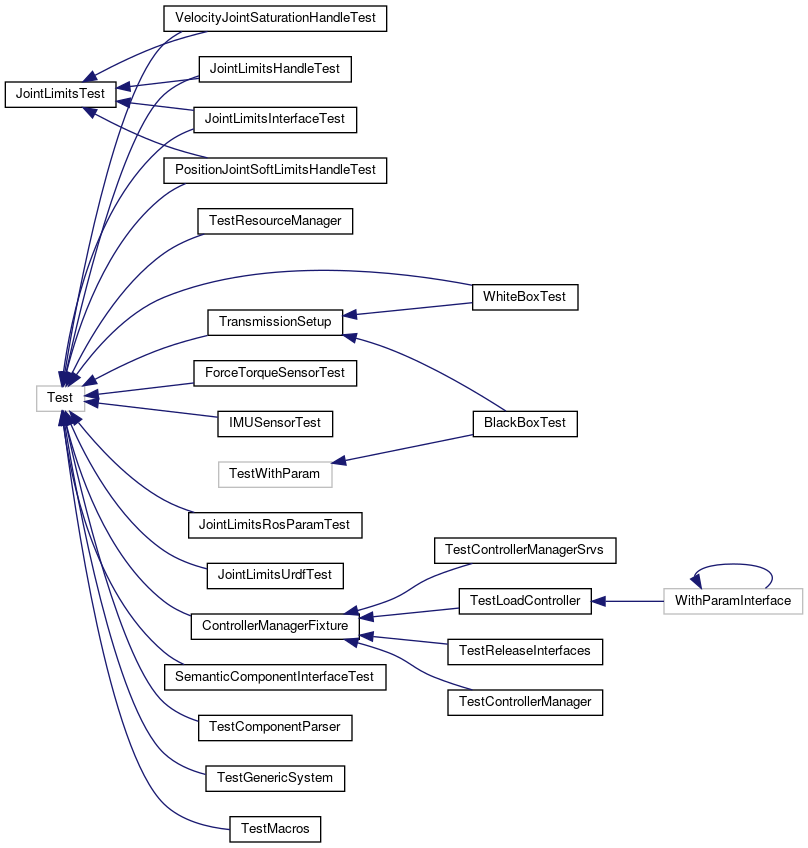 VelocityJointSaturationHandleTest
JointLimitsHandleTest
JointLimitsTest
JointLimitsInterfaceTest
PositionJointSoftLimitsHandleTest
TestResourceManager
WhiteBoxTest
TransmissionSetup
ForceTorqueSensorTest
Test
IMUSensorTest
BlackBoxTest
TestWithParam
JointLimitsRosParamTest
TestControllerManagerSrvs
JointLimitsUrdfTest
TestLoadController
WithParamInterface
ControllerManagerFixture
TestReleaseInterfaces
SemanticComponentInterfaceTest
TestControllerManager
TestComponentParser
TestGenericSystem
TestMacros